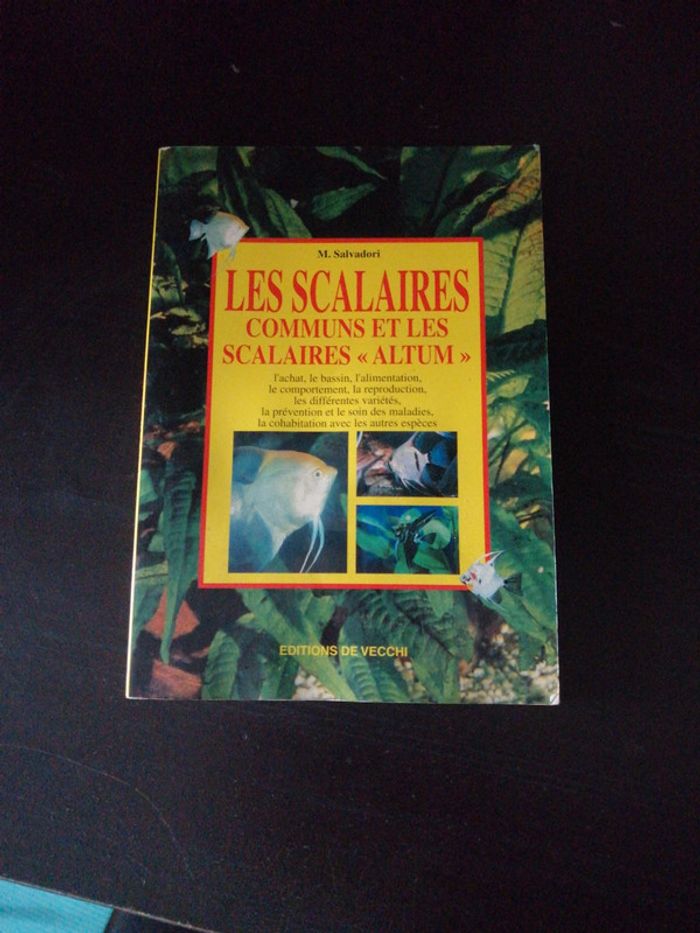 M. Salvadori
LES SCALAIRES
COMMUNS ET LES
SCALAIRES « ALTUM »
l'achat, le bassin, l'alimentation,
le comportement, la reproduction,
les différentes variétés,
la prévention et le soin des maladies,
la cohabitation avec les autres espèces
EDITIONS DE VECCHI